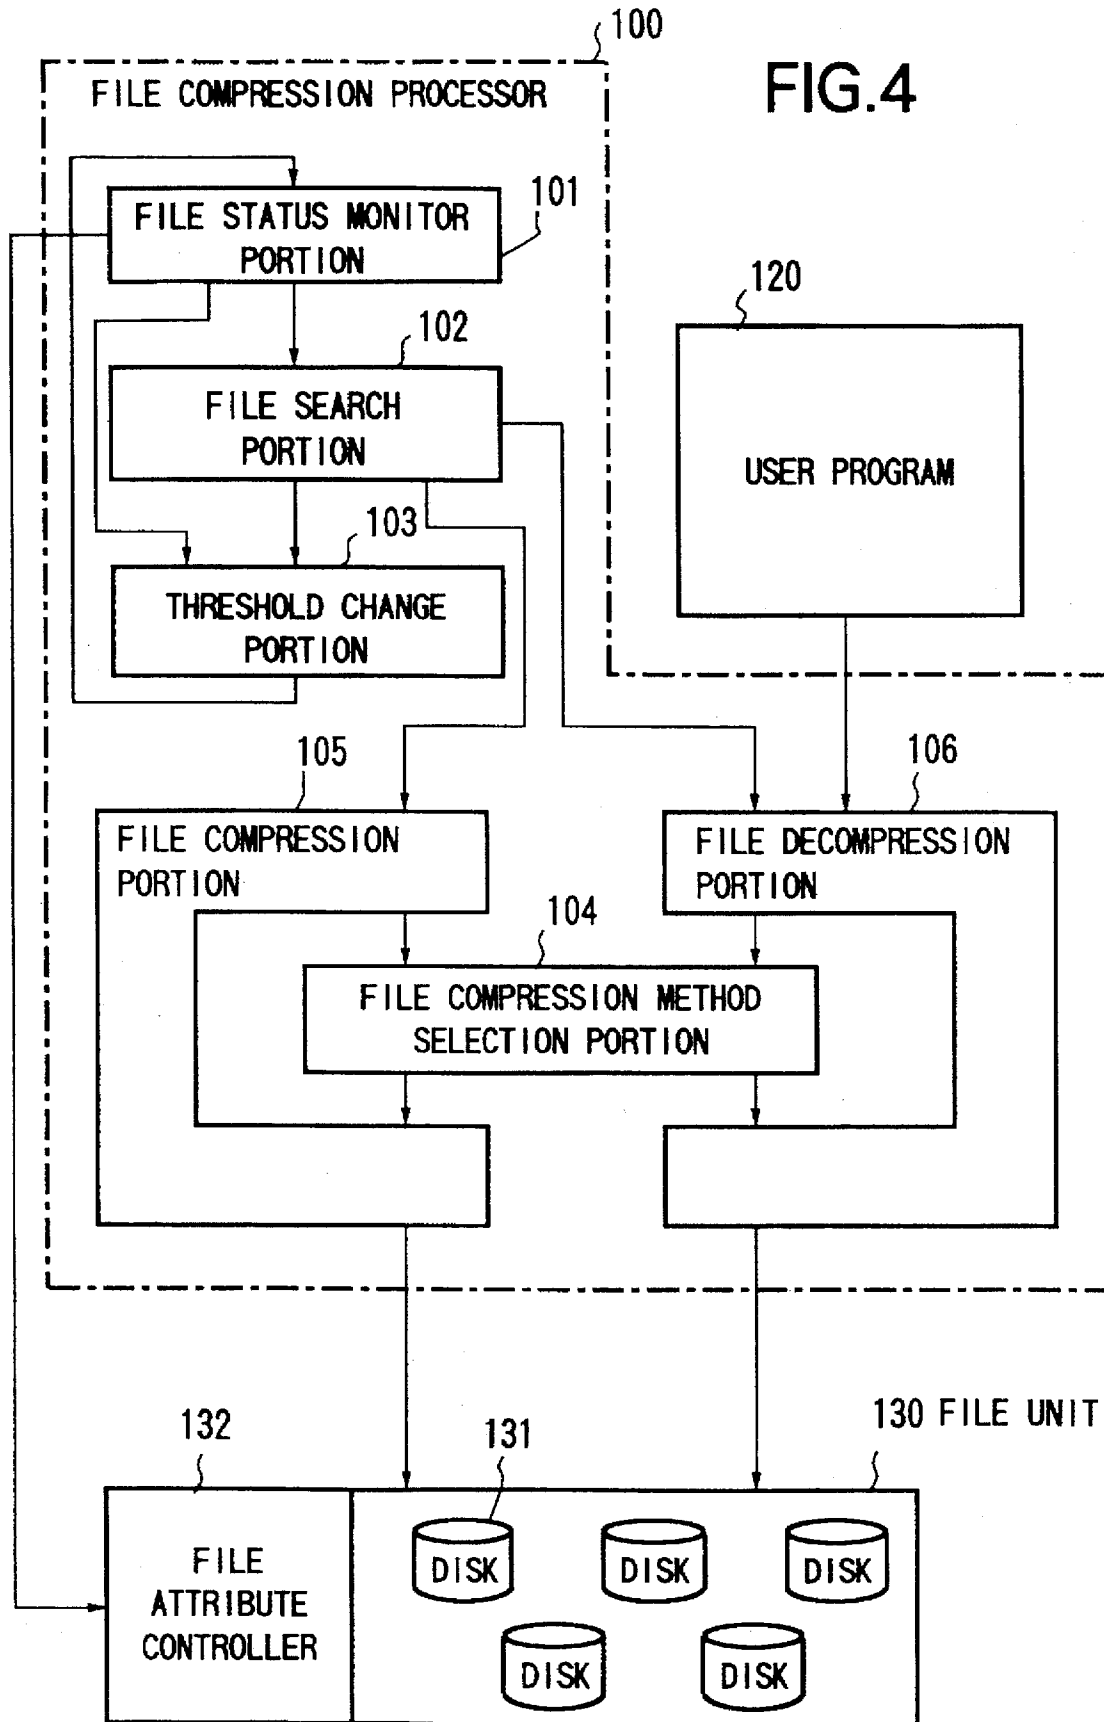 100
FILE COMPRESSION PROCESSOR
FIG.4
FILE STATUS MONITOR
PORTION
101
102
FILE SEARCH
PORTION
103
THRESHOLD CHANGE
PORTION
120
USER PROGRAM
105
FILE COMPRESSION
PORTION
106
FILE DECOMPRESSION
PORTION
104
FILE COMPRESSION METHOD
SELECTION PORTION
132
131
130 FILE UNIT
FILE
ATTRIBUTE
CONTROLLER
DISK
DISK
DISK
DISK
DISK